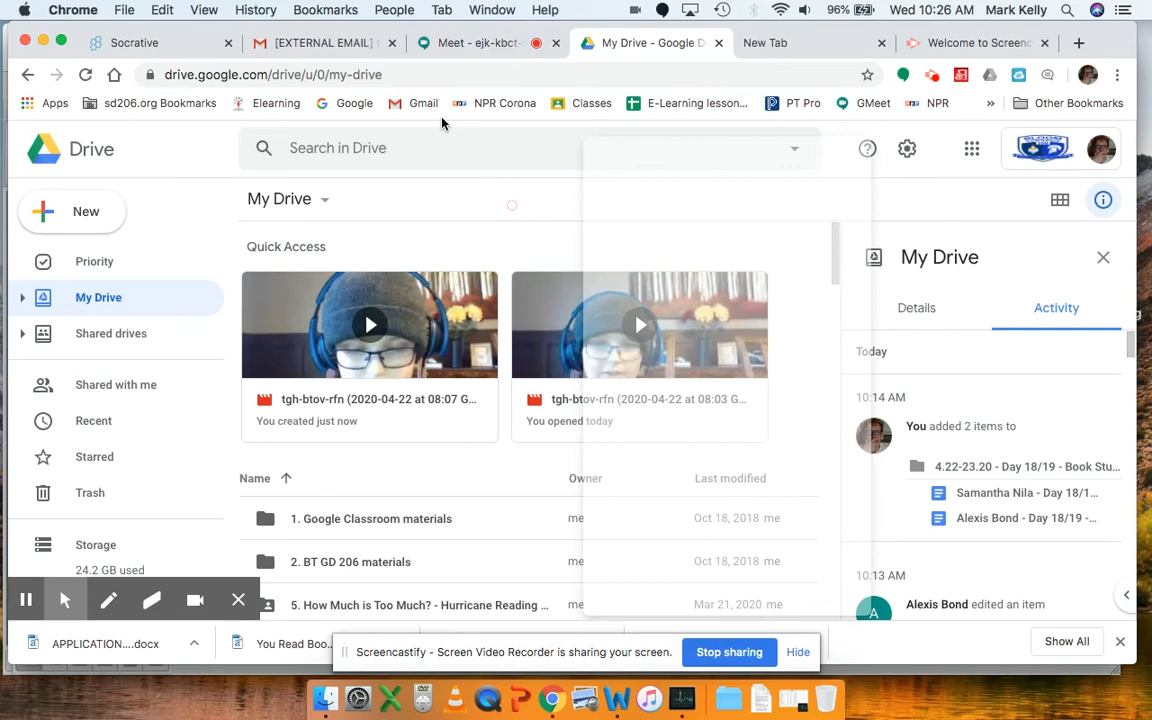 Chrome File Edit View History Bookmarks People Tab Window Help 96% Wed 10:26 AM Mark Kelly
Socrative [EXTERNAL EMAIL] Meet - ejk-kbct- My Drive - Google D New Tab Welcome to Screenc
drive.google.com/drive/u/0/my-drive
Apps sd206.org Bookmarks Elearning Google Gmail NPR Corona Classes E-Learning lesson... PT Pro GMeet NPR » Other Bookmarks
Drive Search in Drive
New
My Drive
Priority
My Drive
Shared drives
Shared with me
Recent
Starred
Trash
Storage
24.2 GB used
Quick Access
tgh-btov-rfn (2020-04-22 at 08:07 G...
You created just now
tgh-btov-rfn (2020-04-22 at 08:03 G...
You opened today
Name Owner Last modified
1. Google Classroom materials me Oct 18, 2018 me
2. BT GD 206 materials me Oct 18, 2018 me
5. How Much is Too Much? - Hurricane Reading ... me Mar 21, 2020 me
My Drive
Details Activity
Today
10:14 AM
You added 2 items to
4.22-23.20 - Day 18/19 - Book Stu...
Samantha Nila - Day 18/1...
Alexis Bond - Day 18/19 -...
10:13 AM
A Alexis Bond edited an item
APPLICATION....docx You Read Boo... Show All
Screencastify - Screen Video Recorder is sharing your screen. Stop sharing Hide